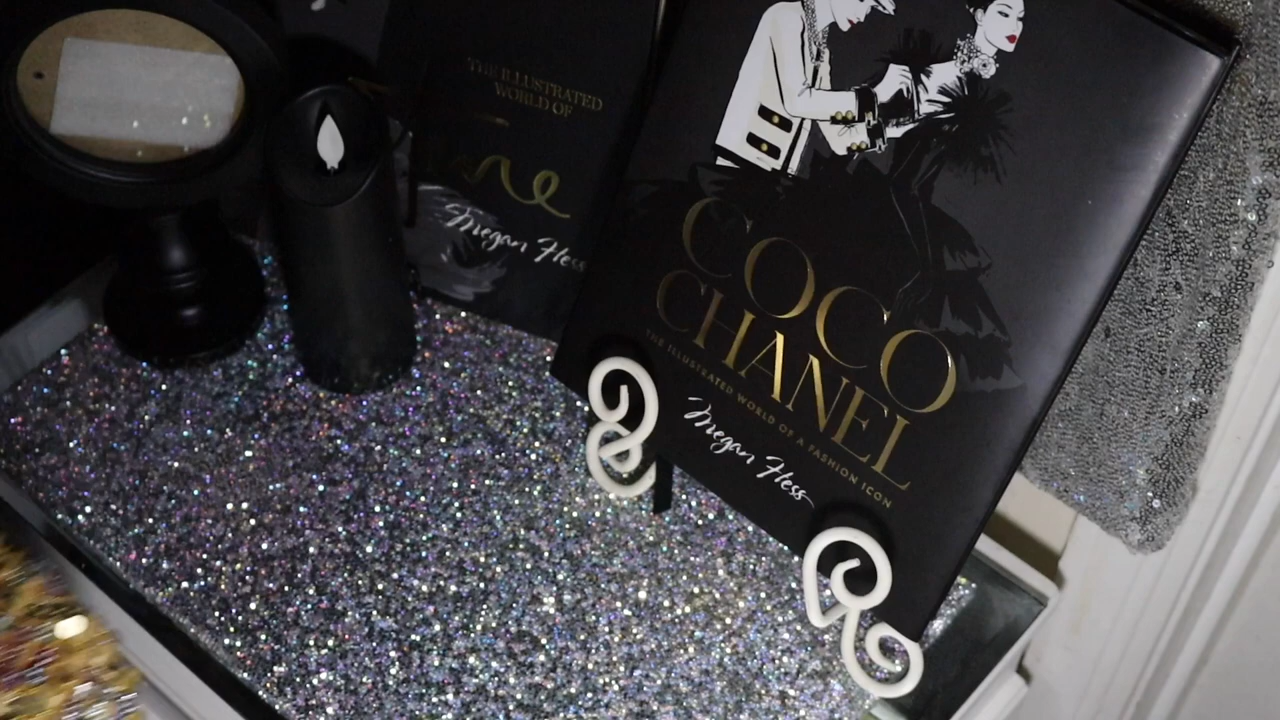 THE ILLUSTRATED
WORLD OF
Megan Hess
COCO
CHANEL
THE ILLUSTRATED WORLD OF A FASHION ICON
Megan Hess